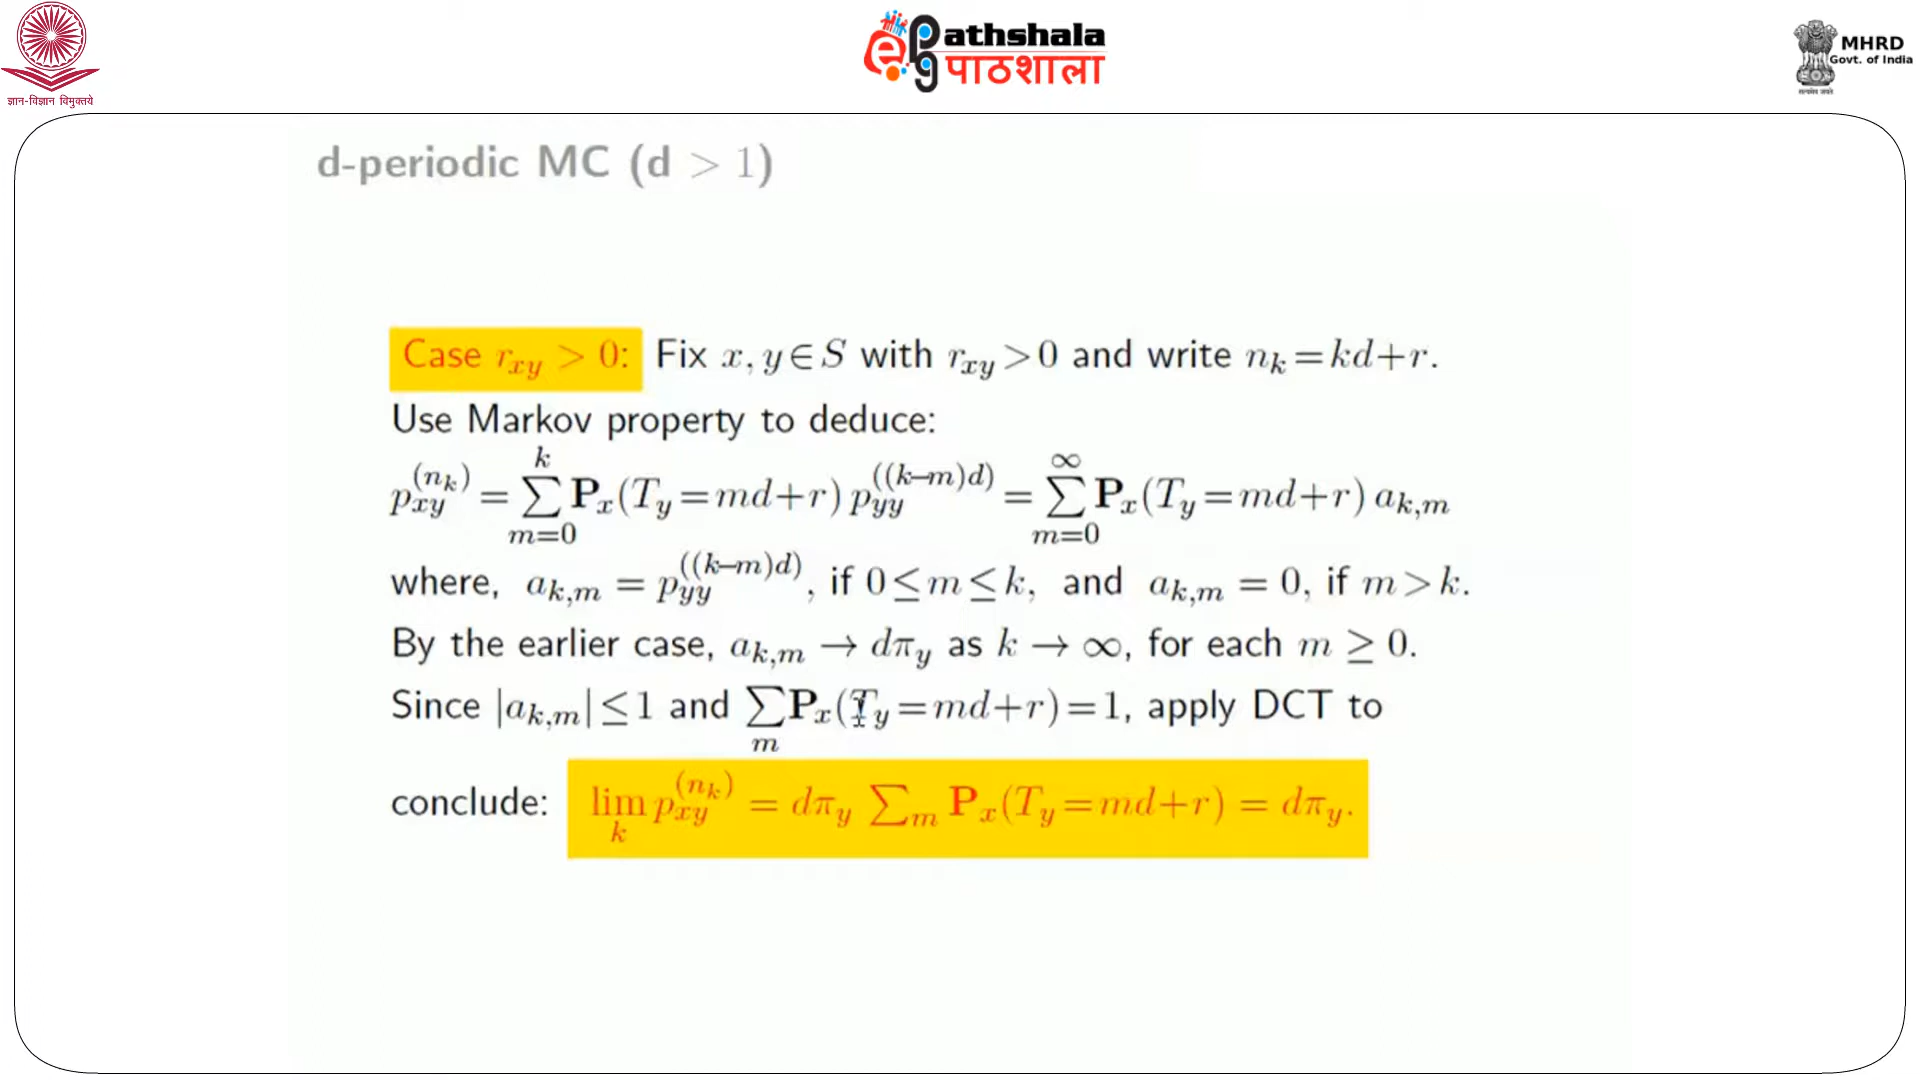 ज्ञान-विज्ञान विमुक्तये
ePg Pathshala
पाठशाला
MHRD
Govt. of India
सत्यमेव जयते
d-periodic MC (d > 1)
Case r_{xy} > 0: Fix x, y ∈ S with r_{xy} > 0 and write n_k = kd+r.
Use Markov property to deduce:
p_{xy}^{(n_k)} = \sum_{m=0}^{k} P_x(T_y = md+r) p_{yy}^{((k–m)d)} = \sum_{m=0}^{∞} P_x(T_y = md+r) a_{k,m}
where, a_{k,m} = p_{yy}^{((k–m)d)}, if 0 ≤ m ≤ k, and a_{k,m} = 0, if m > k.
By the earlier case, a_{k,m} → dπ_y as k → ∞, for each m ≥ 0.
Since |a_{k,m}| ≤ 1 and \sum_m P_x(T_y = md+r) = 1, apply DCT to
conclude: \lim_k p_{xy}^{(n_k)} = dπ_y \sum_m P_x(T_y = md+r) = dπ_y.